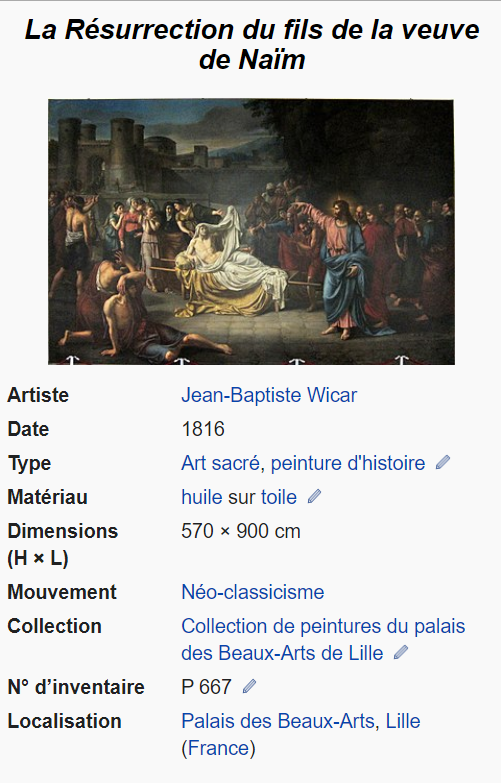 La Résurrection du fils de la veuve
de Naïm
Artiste Jean-Baptiste Wicar
Date 1816
Type Art sacré, peinture d'histoire
Matériau huile sur toile
Dimensions 570 × 900 cm
(H × L)
Mouvement Néo-classicisme
Collection Collection de peintures du palais
des Beaux-Arts de Lille
N° d’inventaire P 667
Localisation Palais des Beaux-Arts, Lille
(France)